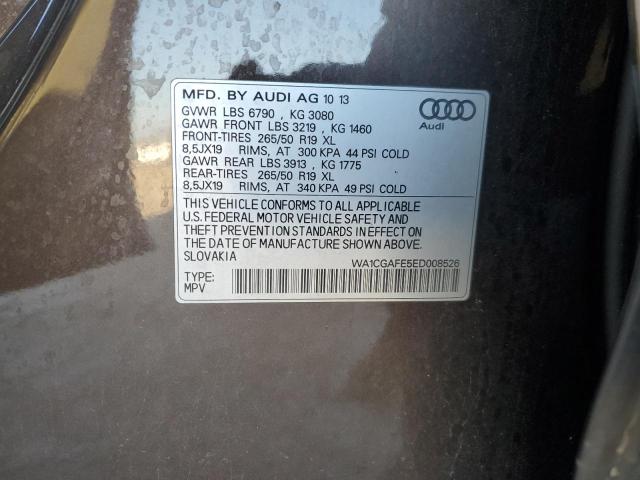 MFD. BY AUDI AG 10 13
GVWR LBS 6790 , KG 3080
GAWR FRONT LBS 3219 , KG 1460
FRONT-TIRES 265/50 R19 XL
8,5JX19 RIMS, AT 300 KPA 44 PSI COLD
GAWR REAR LBS 3913 , KG 1775
REAR-TIRES 265/50 R19 XL
8,5JX19 RIMS, AT 340 KPA 49 PSI COLD
Audi
THIS VEHICLE CONFORMS TO ALL APPLICABLE
U.S. FEDERAL MOTOR VEHICLE SAFETY AND
THEFT PREVENTION STANDARDS IN EFFECT ON
THE DATE OF MANUFACTURE SHOWN ABOVE.
SLOVAKIA
WA1CGAFE5ED008526
TYPE:
MPV